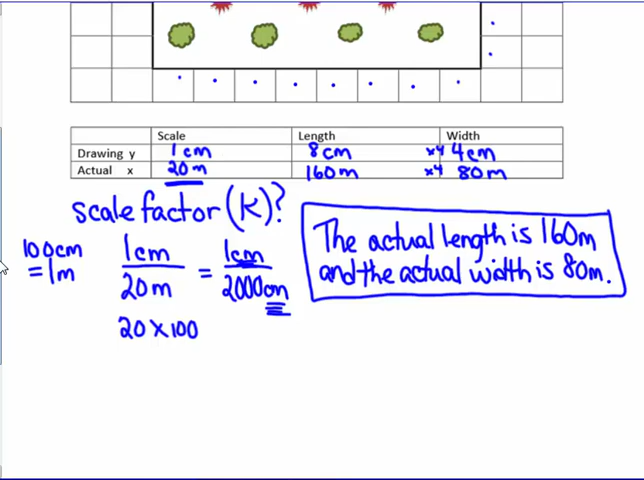 Scale Length Width
Drawing y 1 cm 8 cm x4 4 cm
Actual x 20 m 160 m x4 80 m
scale factor (K)?
100cm
= 1m
1cm
20 m
20 x 100
=
1cm
2000cm
The actual length is 160m
and the actual width is 80m.